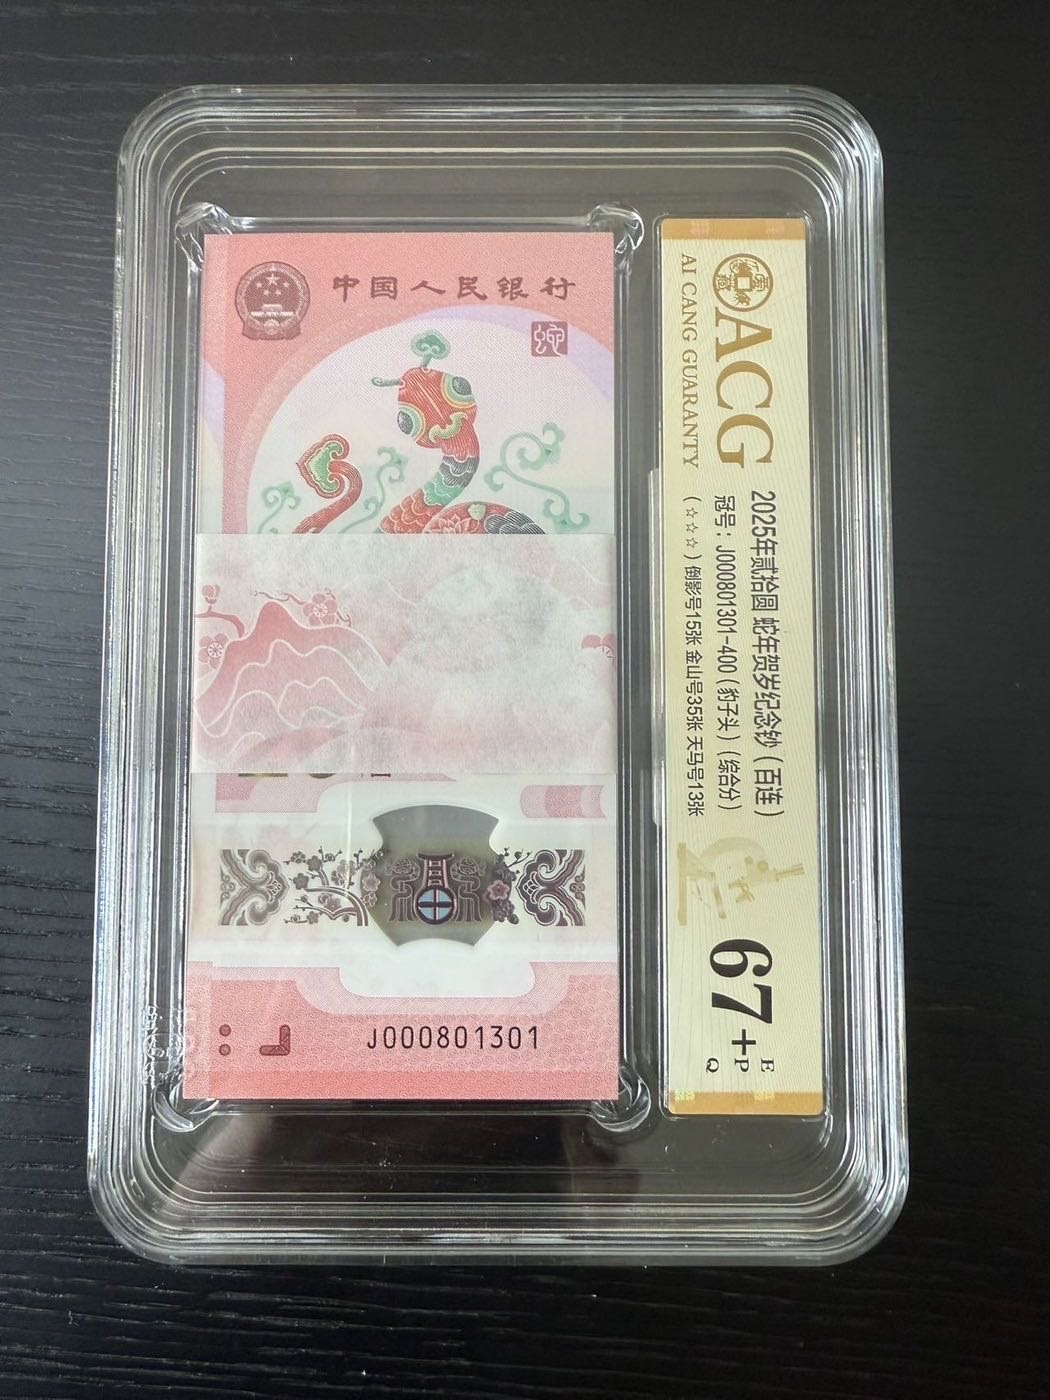 中国人民银行
蛇
J000801301
ACG
AI CANG GUARANTY
2025年贰拾圆 蛇年贺岁纪念钞（百连）
冠号：J000801301-400（豹子头）（综合分）
（☆☆☆）倒影号15张 金山号35张 天马号13张
67+
E
P
Q